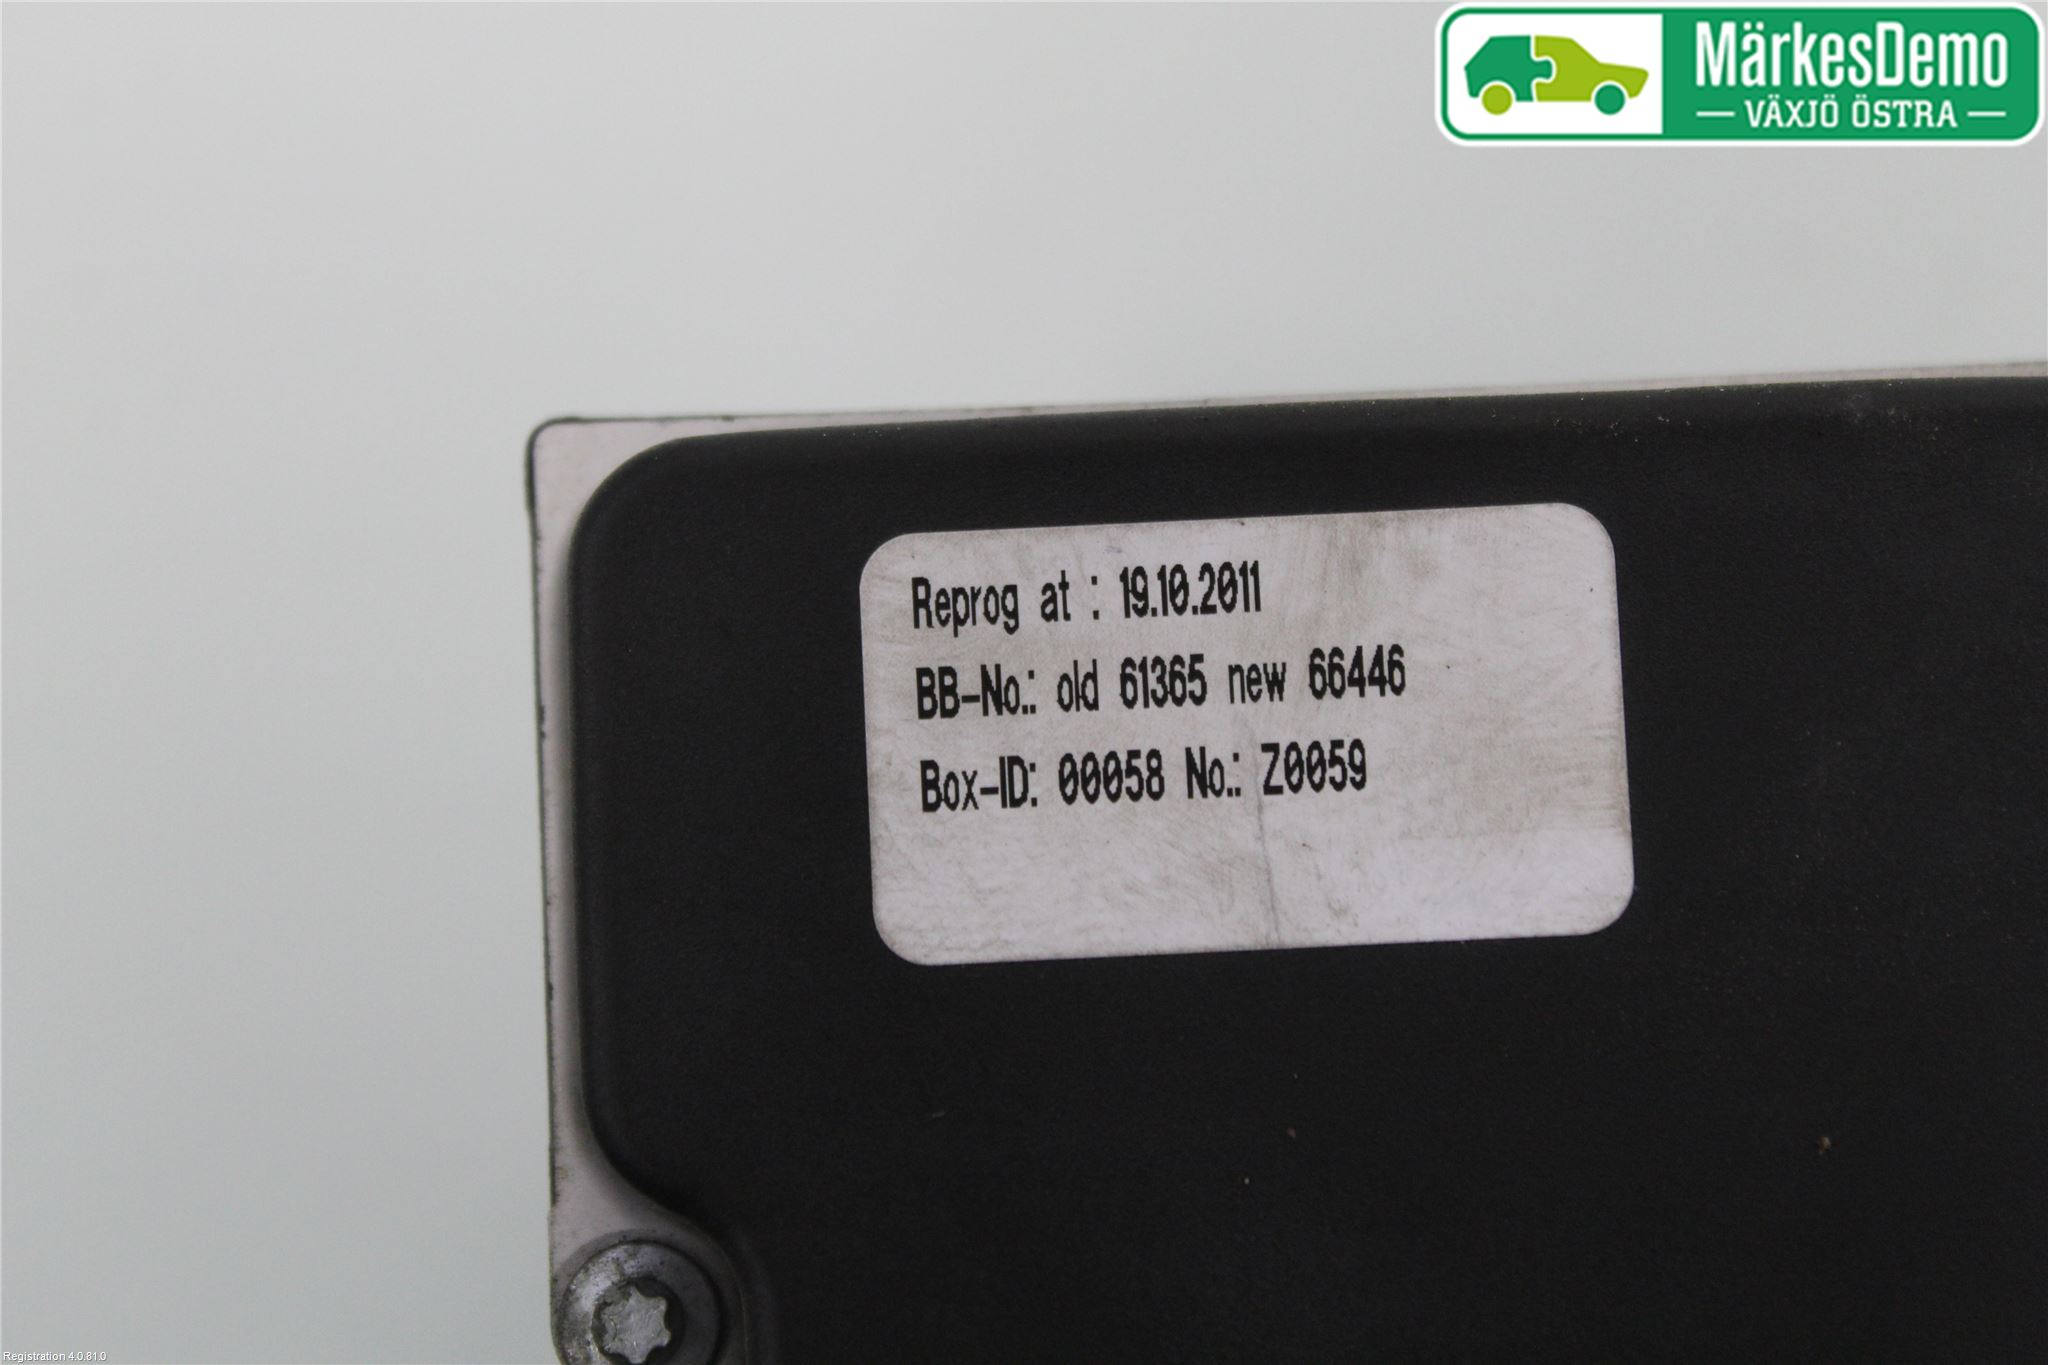 MärkesDemo
VÄXJÖ ÖSTRA
Reprog at : 19.10.2011
BB-No.: old 61365 new 66446
Box-ID: 00058 No.: Z0059
Registration 4.0.81.0